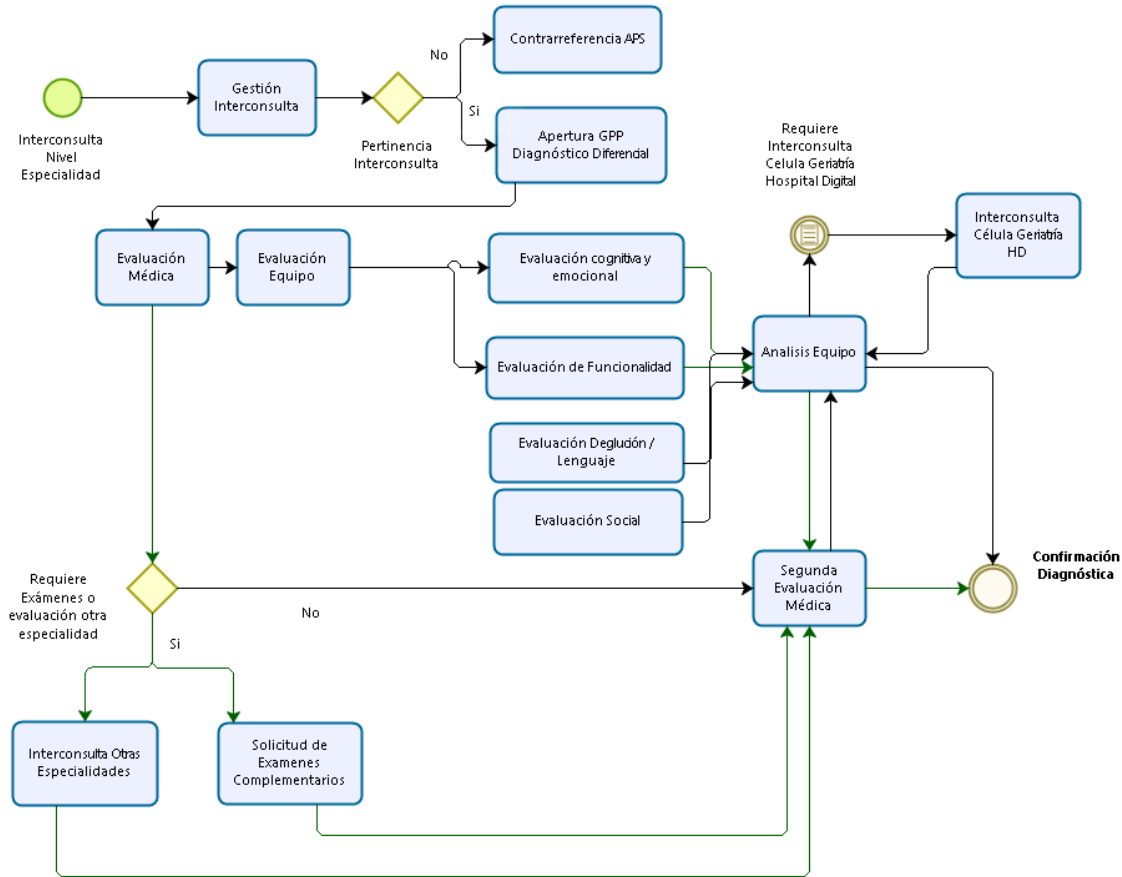 Contrarreferencia APS
No
Gestión
Interconsulta
Si
Interconsulta
Nivel
Especialidad
Pertinencia
Interconsulta
Apertura GPP
Diagnóstico Diferencial
Requiere
Interconsulta
Celula Geriatría
Hospital Digital
Interconsulta
Célula Geriatría
HD
Evaluación
Médica
Evaluación
Equipo
Evaluación cognitiva y
emocional
Analisis Equipo
Evaluación de Funcionalidad
Evaluación Deglución /
Lenguaje
Evaluación Social
Requiere
Exámenes o
evaluación otra
especialidad
No
Si
Segunda
Evaluación
Médica
Confirmación
Diagnóstica
Interconsulta Otras
Especialidades
Solicitud de
Examenes
Complementarios